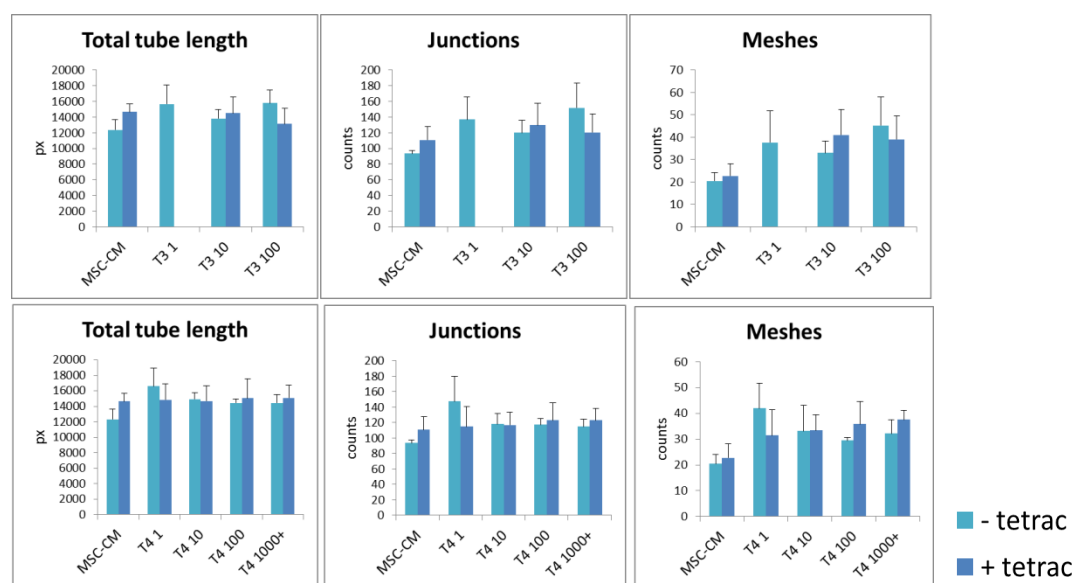 Total tube length
20000
18000
16000
14000
12000
10000
8000
6000
4000
2000
0
px
MSC-CM
T3 1
T3 10
T3 100
Junctions
200
180
160
140
120
100
80
60
40
20
0
counts
MSC-CM
T3 1
T3 10
T3 100
Meshes
70
60
50
40
30
20
10
0
counts
MSC-CM
T3 1
T3 10
T3 100
Total tube length
20000
18000
16000
14000
12000
10000
8000
6000
4000
2000
0
px
MSC-CM
T4 1
T4 10
T4 100
T4 1000+
Junctions
200
180
160
140
120
100
80
60
40
20
0
counts
MSC-CM
T4 1
T4 10
T4 100
T4 1000+
Meshes
60
50
40
30
20
10
0
counts
MSC-CM
T4 1
T4 10
T4 100
T4 1000+
- tetrac
+ tetrac